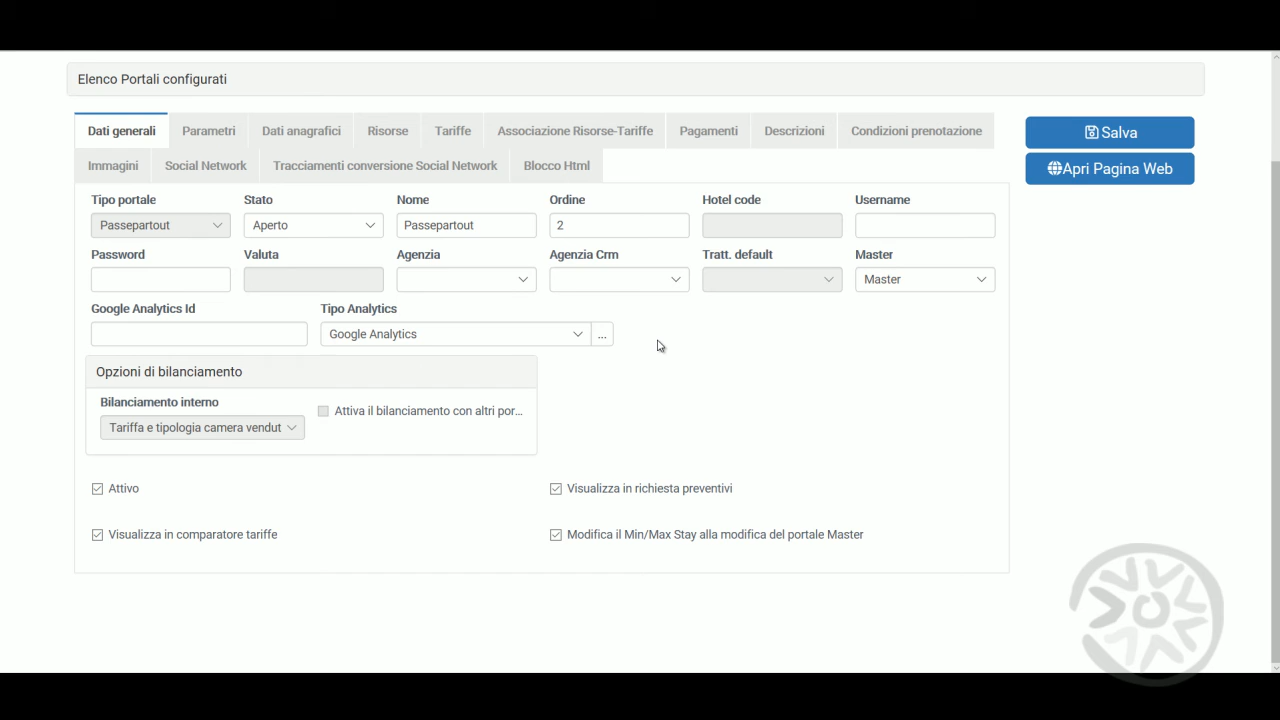 Elenco Portali configurati
Dati generali Parametri Dati anagrafici Risorse Tariffe Associazione Risorse-Tariffe Pagamenti Descrizioni Condizioni prenotazione
Salva
Immagini Social Network Tracciamenti conversione Social Network Blocco Html
Apri Pagina Web
Tipo portale Stato Nome Ordine Hotel code Username
Passepartout Aperto Passepartout 2
Password Valuta Agenzia Agenzia Crm Tratt. default Master
Master
Google Analytics Id Tipo Analytics
Google Analytics ...
Opzioni di bilanciamento
Bilanciamento interno
Attiva il bilanciamento con altri por...
Tariffa e tipologia camera vendut
Attivo Visualizza in richiesta preventivi
Visualizza in comparatore tariffe Modifica il Min/Max Stay alla modifica del portale Master